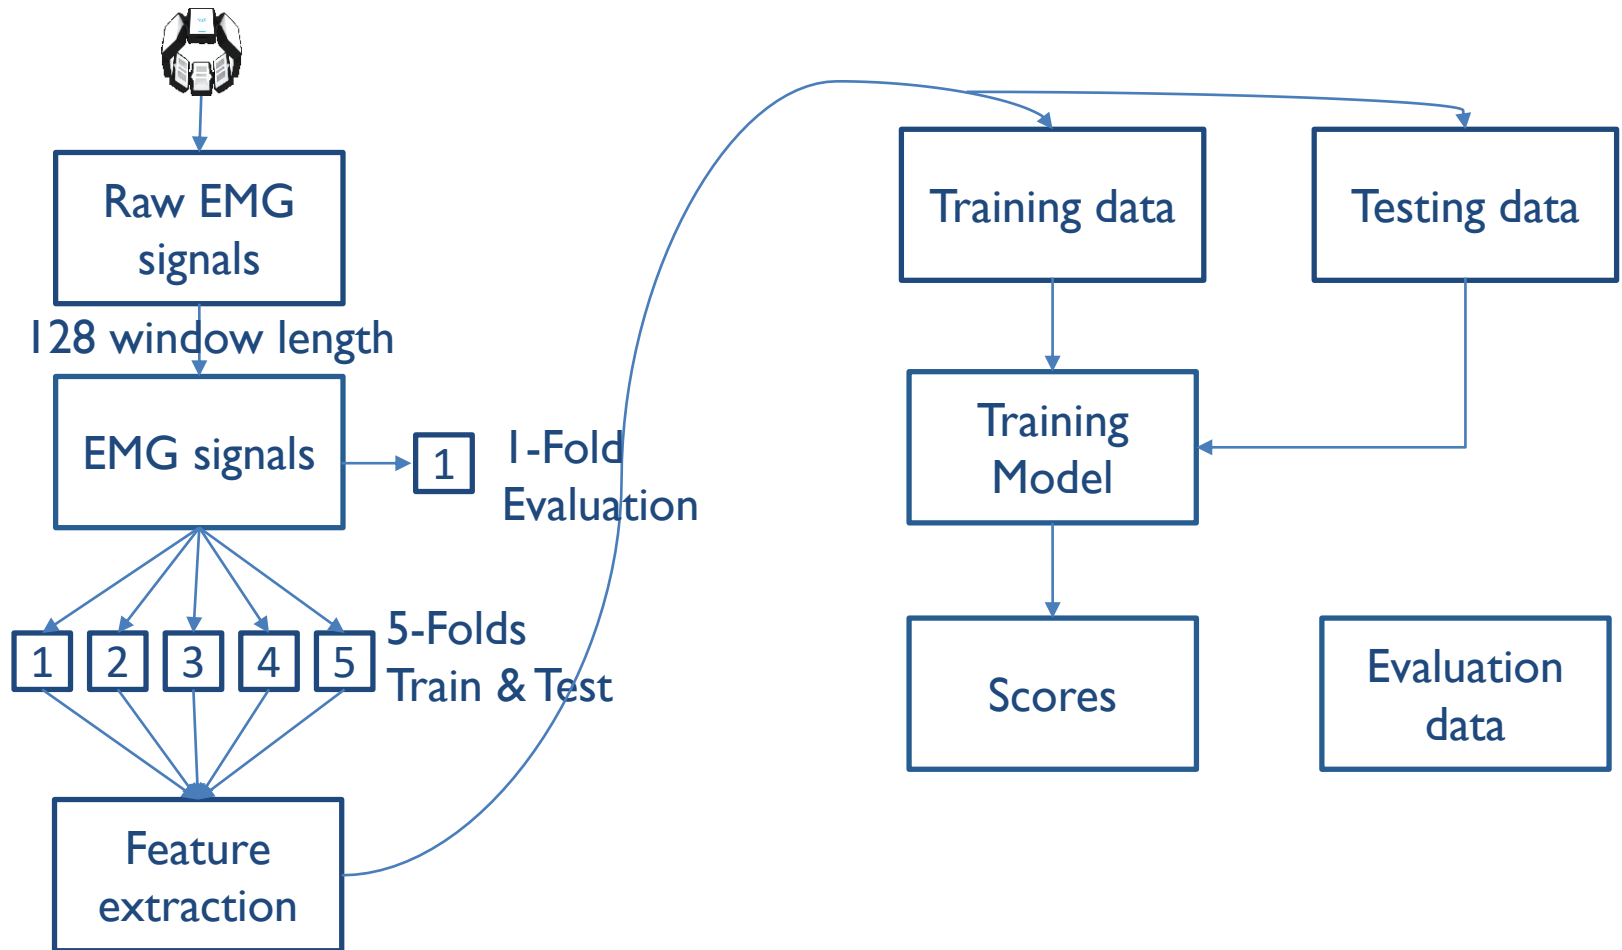 Raw EMG
signals
128 window length
EMG signals
1
1-Fold
Evaluation
1
2
3
4
5
5-Folds
Train & Test
Feature
extraction
Training data
Testing data
Training
Model
Scores
Evaluation
data